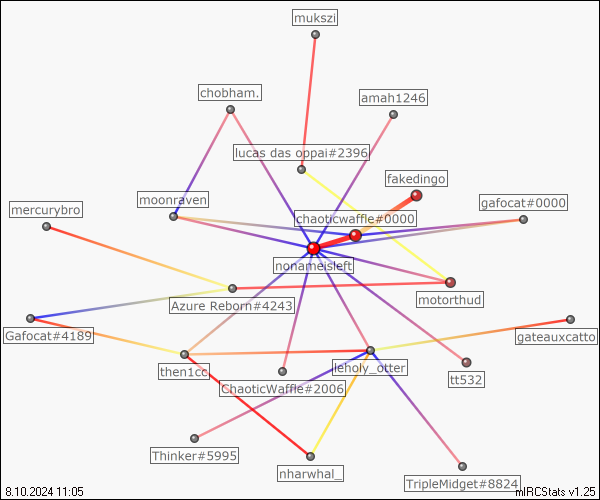 mukszi
chobham.
amah1246
lucas das oppai#2396
fakedingo
moonraven
gafocat#0000
mercurybro
chaoticwaffle#0000
nonameisleft
Azure Reborn#4243
motorthud
Gafocat#4189
gateauxcatto
then1cc
leholy_otter
tt532
ChaoticWaffle#2006
Thinker#5995
nharwhal_
TripleMidget#8824
8.10.2024 11:05
mIRCStats v1.25